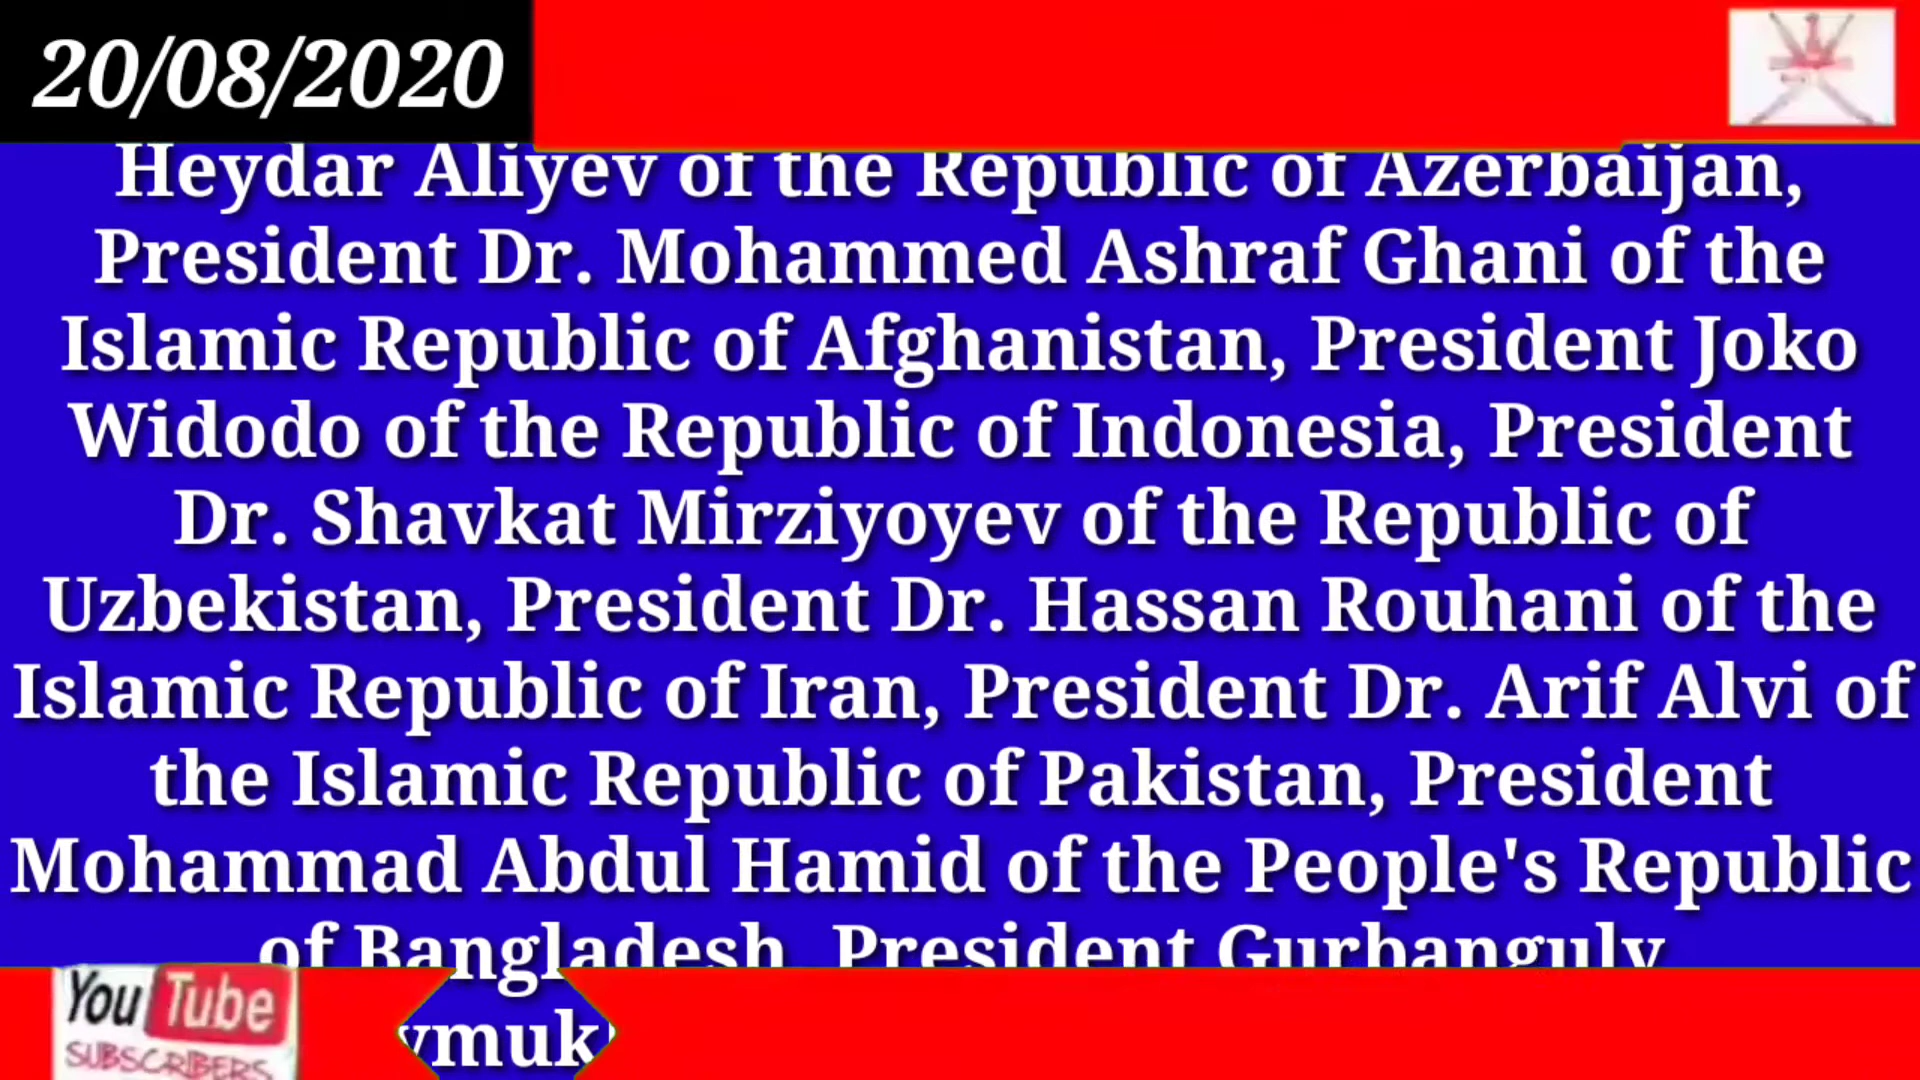 20/08/2020
Heydar Aliyev of the Republic of Azerbaijan,
President Dr. Mohammed Ashraf Ghani of the
Islamic Republic of Afghanistan, President Joko
Widodo of the Republic of Indonesia, President
Dr. Shavkat Mirziyoyev of the Republic of
Uzbekistan, President Dr. Hassan Rouhani of the
Islamic Republic of Iran, President Dr. Arif Alvi of
the Islamic Republic of Pakistan, President
Mohammad Abdul Hamid of the People's Republic
of Bangladesh, President Gurbanguly
ymuk
YouTube
SUBSCRIBERS